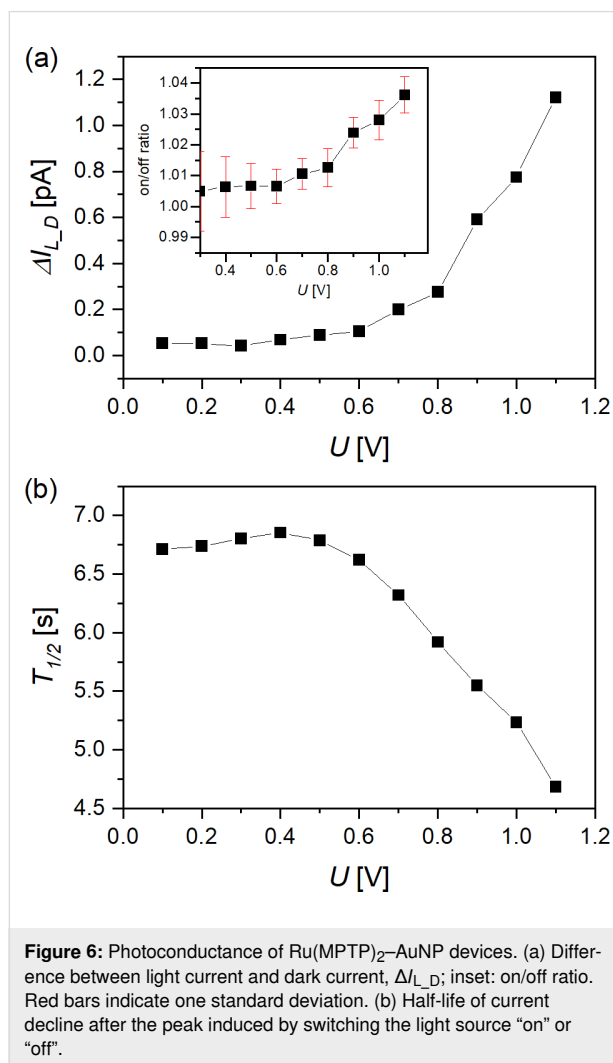 (a)
1.2
1.0
0.8
0.6
0.4
0.2
0.0
ΔI_L_D [pA]
0.0 0.2 0.4 0.6 0.8 1.0 1.2
U [V]
1.04
1.03
1.02
1.00
0.99
on/off ratio
0.4 0.6 0.8 1.0
U [V]
(b)
7.0
6.5
6.0
5.5
5.0
4.5
T1/2 [s]
0.0 0.2 0.4 0.6 0.8 1.0 1.2
U [V]
Figure 6: Photoconductance of Ru(MPTP)2–AuNP devices. (a) Differ-
ence between light current and dark current, ΔIL_D; inset: on/off ratio.
Red bars indicate one standard deviation. (b) Half-life of current
decline after the peak induced by switching the light source “on” or
“off”.